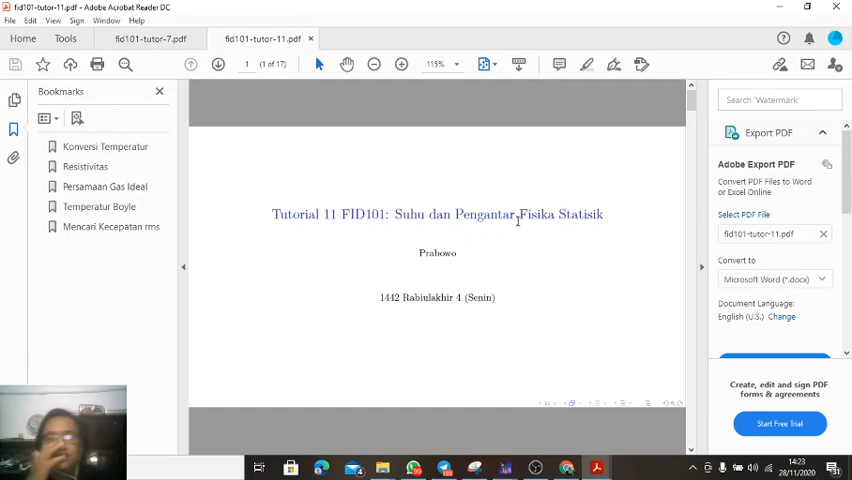 fid101-tutor-11.pdf - Adobe Acrobat Reader DC
File Edit View Sign Window Help
Home Tools fid101-tutor-7.pdf fid101-tutor-11.pdf ×
1 (1 of 17) 115%
Bookmarks
Konversi Temperatur
Resistivitas
Persamaan Gas Ideal
Temperatur Boyle
Mencari Kecepatan rms
Tutorial 11 FID101: Suhu dan Pengantar Fisika Statisik
Prabowo
1442 Rabiulakhir 4 (Senin)
Search 'Watermark'
Export PDF
Adobe Export PDF
Convert PDF Files to Word
or Excel Online
Select PDF File
fid101-tutor-11.pdf
Convert to
Microsoft Word (*.docx)
Document Language:
English (U.S.) Change
Create, edit and sign PDF
forms & agreements
Start Free Trial
14:23
28/11/2020